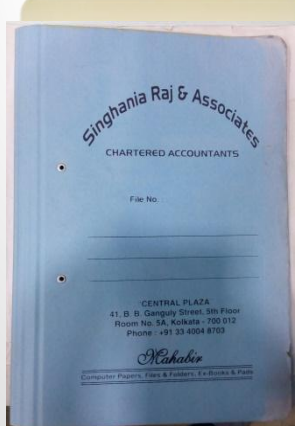 Singhania Raj & Associates
CHARTERED ACCOUNTANTS
File No.
CENTRAL PLAZA
41, B. B. Ganguly Street, 5th Floor
Room No. 5A, Kolkata - 700 012
Phone : +91 33 4004 8703
Mahabir
Computer Papers, Files & Folders, Ex-Books & Pads